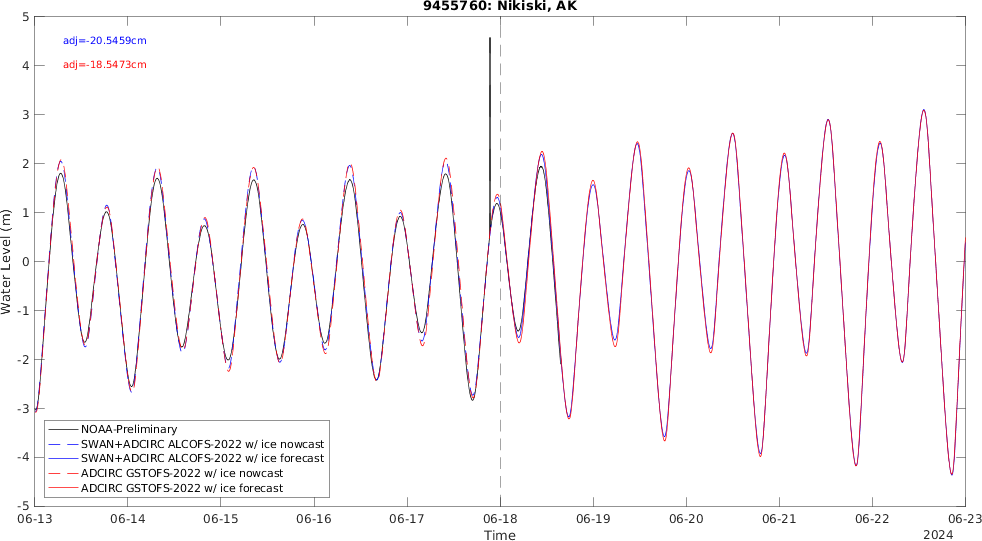 9455760: Nikiski, AK
adj=-20.5459cm
adj=-18.5473cm
Water Level (m)
5
4
3
2
1
0
-1
-2
-3
-4
-5
NOAA-Preliminary
SWAN+ADCIRC ALCOFS-2022 w/ ice nowcast
SWAN+ADCIRC ALCOFS-2022 w/ ice forecast
ADCIRC GSTOFS-2022 w/ ice nowcast
ADCIRC GSTOFS-2022 w/ ice forecast
06-13 06-14 06-15 06-16 06-17 06-18 06-19 06-20 06-21 06-22 06-23
Time
2024